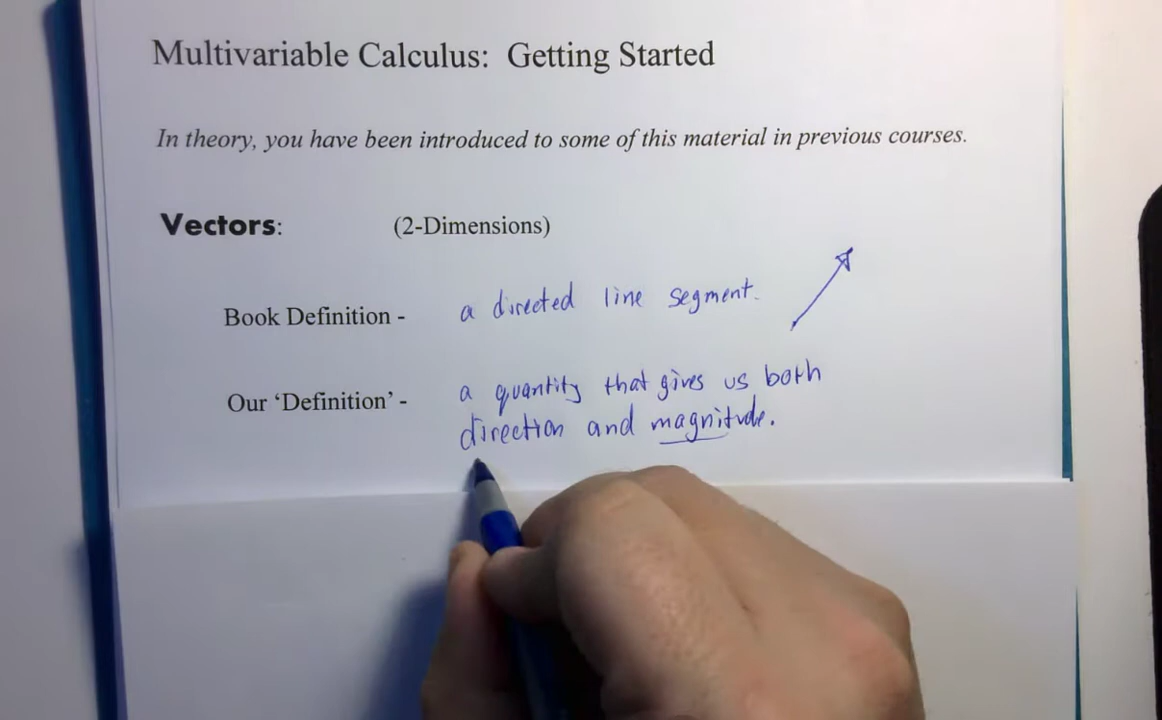 Multivariable Calculus: Getting Started
In theory, you have been introduced to some of this material in previous courses.
Vectors: (2-Dimensions)
Book Definition - a directed line segment.
Our ‘Definition’ - a quantity that gives us both
direction and magnitude.